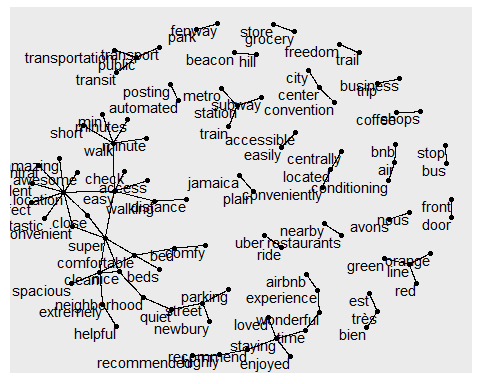 fenway
park
store
grocery
freedom
trail
transportation
transport
public
transit
beacon
hill
city
center
convention
business
trip
posting
automated
metro
subway
station
train
coffee
shops
min
minutes
short
minute
walk
accessible
easily
centrally
located
conditioning
conveniently
bnb
air
stop
bus
amazing
awesome
location
check
access
easy
walking
distance
jamaica
plain
close
super
nearby
restaurants
uber
ride
avons
nous
front
door
comfortable
bed
comfy
beds
clean
nice
spacious
neighborhood
extremely
helpful
quiet
street
parking
newbury
airbnb
experience
wonderful
loved
time
staying
enjoyed
recommend
highly
recommended
green
orange
line
red
est
très
bien